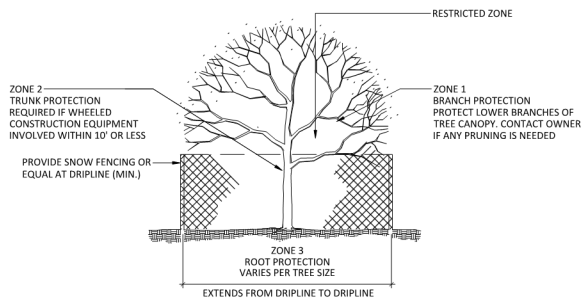 RESTRICTED ZONE
ZONE 2
TRUNK PROTECTION
REQUIRED IF WHEELED
CONSTRUCTION EQUIPMENT
INVOLVED WITHIN 10' OR LESS
ZONE 1
BRANCH PROTECTION
PROTECT LOWER BRANCHES OF
TREE CANOPY. CONTACT OWNER
IF ANY PRUNING IS NEEDED
PROVIDE SNOW FENCING OR
EQUAL AT DRIPLINE (MIN.)
ZONE 3
ROOT PROTECTION
VARIES PER TREE SIZE
EXTENDS FROM DRIPLINE TO DRIPLINE